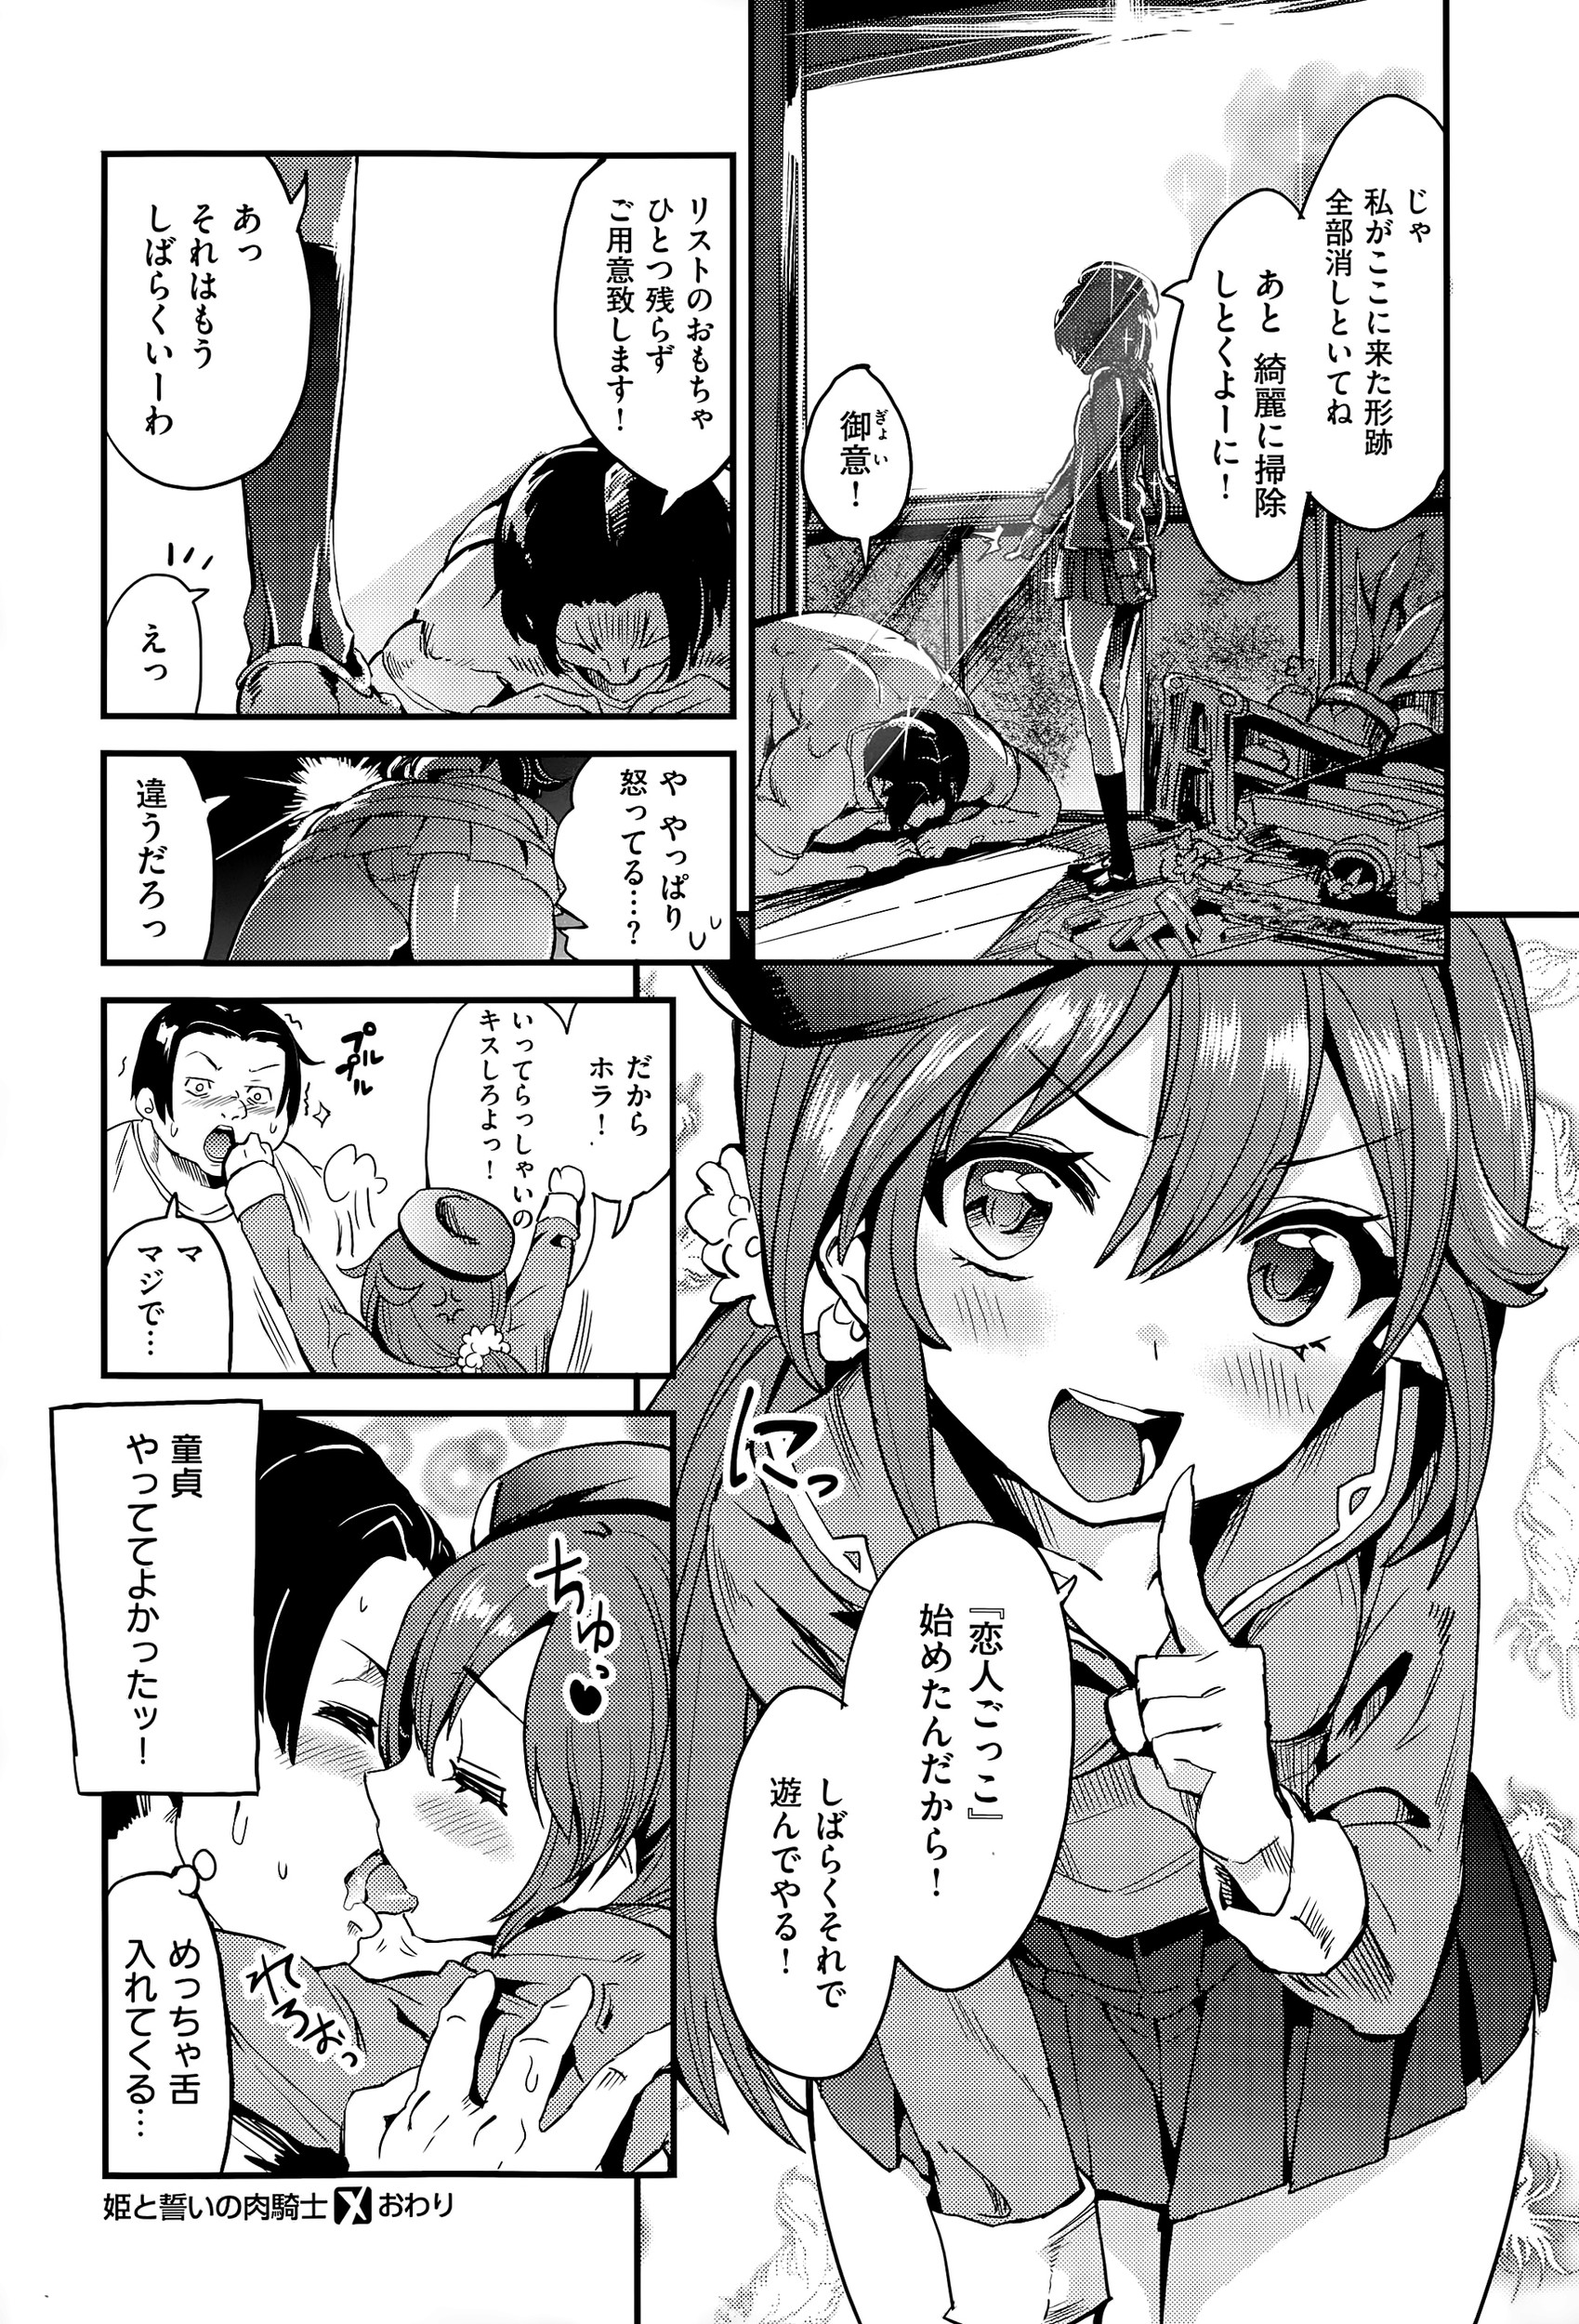 じゃ
私がここに来た形跡
全部消しといてね
あと 綺麗に掃除
しとくよーに!
御意!
ぎょい
リストのおもちゃ
ひとつ残らず
ご用意致します!
あっ
それはもう
しばらくいーわ
えっ
や やっぱり
怒ってる…?
違うだろっ
にっ
『恋人ごっこ』
始めたんだから!
しばらくそれで
遊んでやる!
だから
ホラ!
いってらっしゃいの
キスしろよっ!
プルプル
プルプル
マ
マジで…
ちゅっ♥
童貞
やっててよかったッ!
れろおっ
めっちゃ舌
入れてくる…
姫と誓いの肉騎士 X おわり